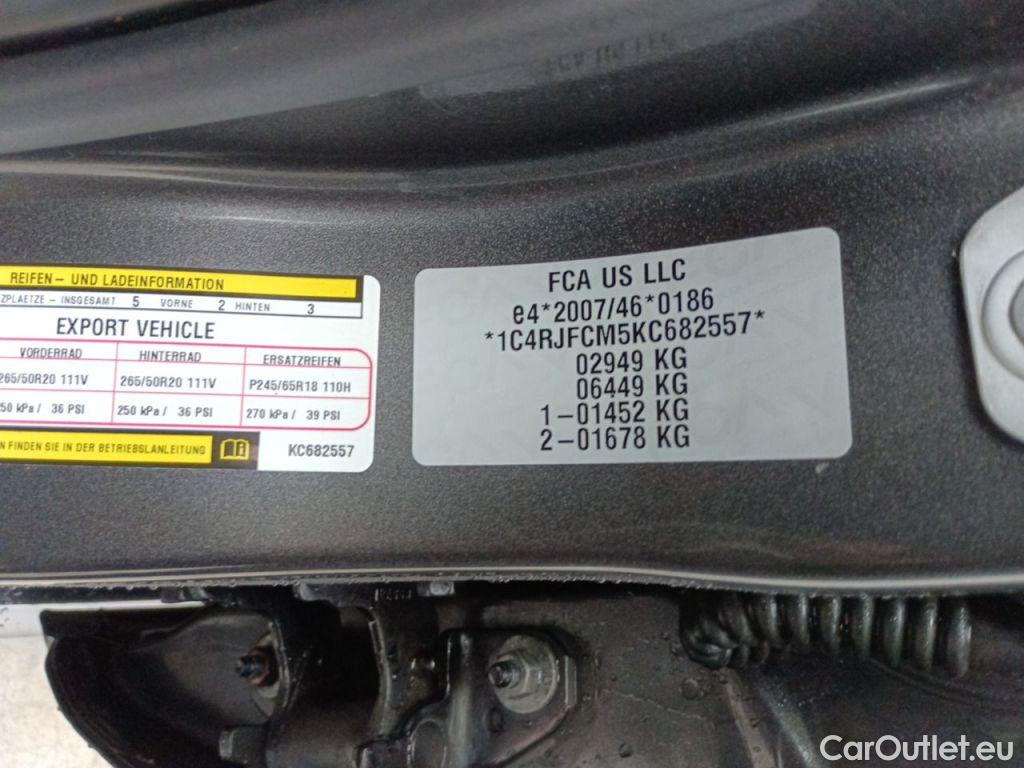 REIFEN- UND LADEINFORMATION
- INSGESAMT 5 VORNE 2 HINTEN 3
EXPORT VEHICLE
VORDERRAD HINTERRAD ERSATZREIFEN
265/50R20 111V 265/50R20 111V P245/65R18 110H
kPa / 36 PSI 250 kPa / 36 PSI 270 kPa / 39 PSI
FINDEN SIE IN DER BETRIEBSANLEITUNG KC682557
FCA US LLC
e4*2007/46*0186
*1C4RJFCM5KC682557*
02949 KG
06449 KG
1-01452 KG
2-01678 KG
CarOutlet.eu